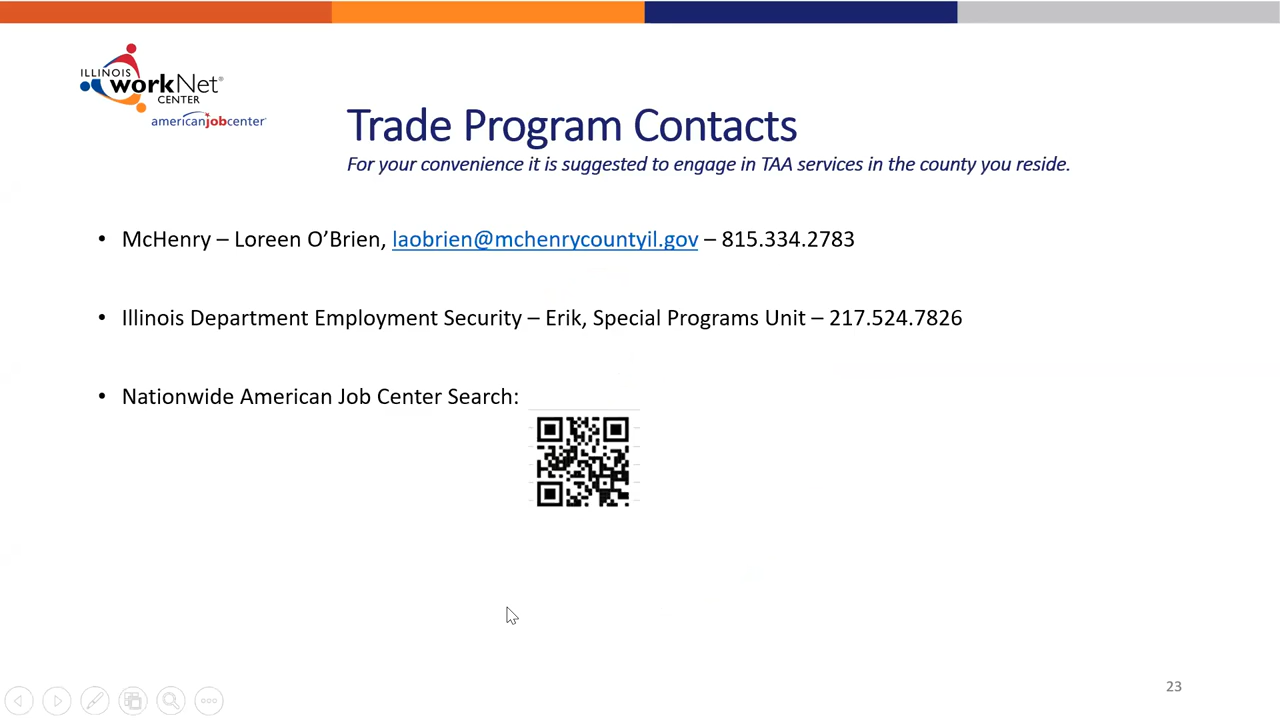 ILLINOIS
workNet®
CENTER
americanjobcenter
Trade Program Contacts
For your convenience it is suggested to engage in TAA services in the county you reside.
• McHenry – Loreen O’Brien, laobrien@mchenrycountyil.gov – 815.334.2783
• Illinois Department Employment Security – Erik, Special Programs Unit – 217.524.7826
• Nationwide American Job Center Search:
23